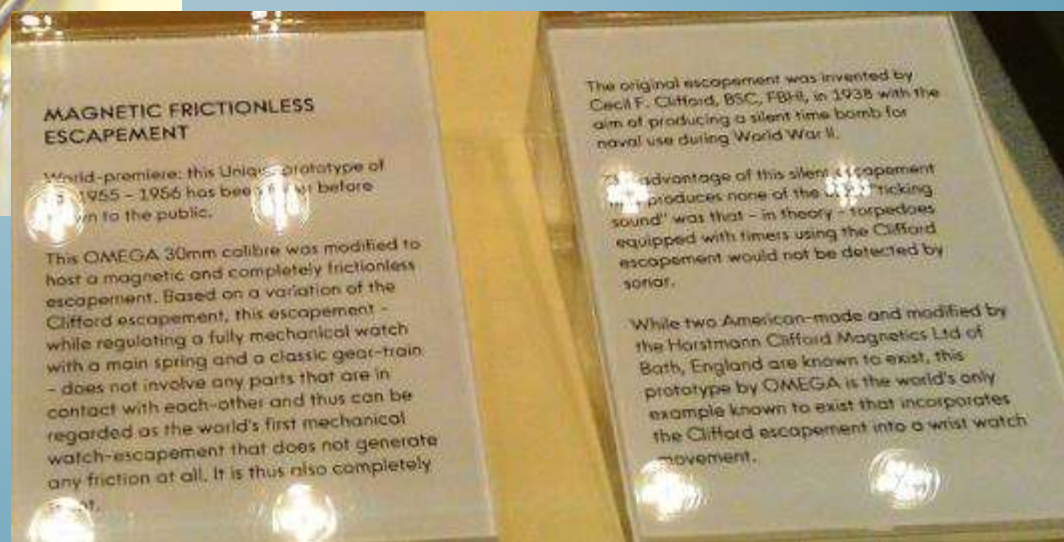 MAGNETIC FRICTIONLESS
ESCAPEMENT
World-premiere: this Unique prototype of
1955 - 1956 has been before
to the public.
This OMEGA 30mm calibre was modified to
host a magnetic and completely frictionless
escapement. Based on a variation of the
Clifford escapement, this escapement -
while regulating a fully mechanical watch
with a main spring and a classic gear-train
- does not involve any parts that are in
contact with each-other and thus can be
regarded as the world's first mechanical
watch-escapement that does not generate
any friction at all. It is thus also completely
The original escapement was invented by
Cecil F. Clifford, BSC, FBHI, in 1938 with the
aim of producing a silent time bomb for
naval use during World War II.
advantage of this silent escapement
produces none of the "ticking
sound" was that - in theory - torpedoes
equipped with timers using the Clifford
escapement would not be detected by
sonar.
While two American-made and modified by
the Horstmann Clifford Magnetics Ltd of
Bath, England are known to exist, this
prototype by OMEGA is the world's only
example known to exist that incorporates
the Clifford escapement into a wrist watch
movement.